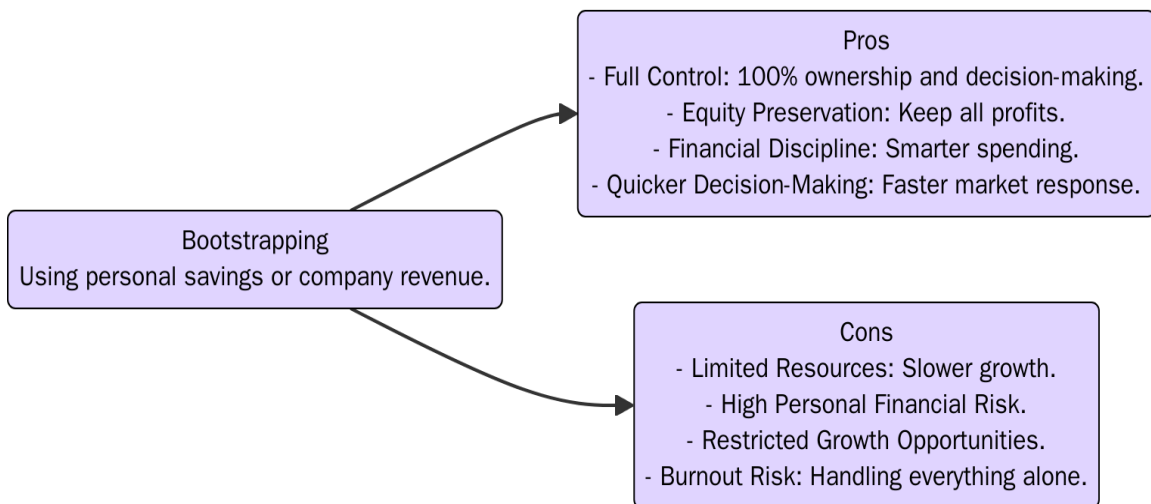 Bootstrapping
Using personal savings or company revenue.
Pros
- Full Control: 100% ownership and decision-making.
- Equity Preservation: Keep all profits.
- Financial Discipline: Smarter spending.
- Quicker Decision-Making: Faster market response.
Cons
- Limited Resources: Slower growth.
- High Personal Financial Risk.
- Restricted Growth Opportunities.
- Burnout Risk: Handling everything alone.